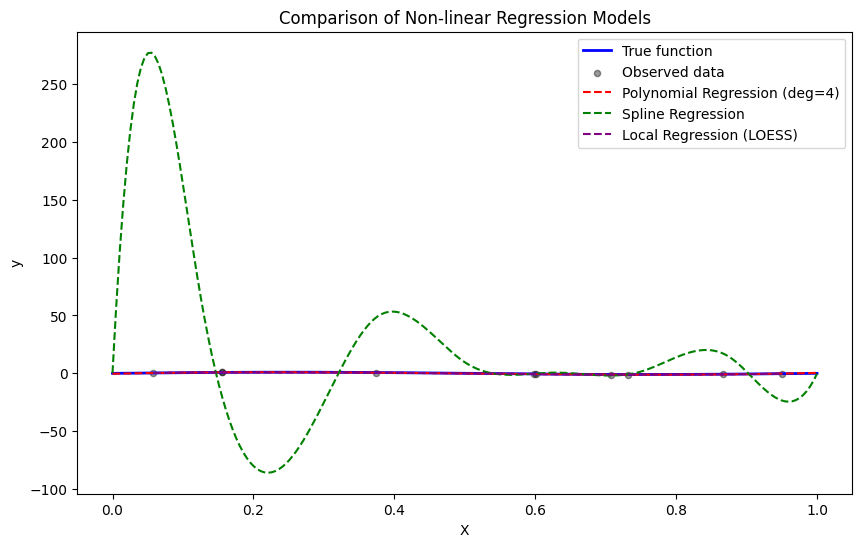 Comparison of Non-linear Regression Models
True function
Observed data
Polynomial Regression (deg=4)
Spline Regression
Local Regression (LOESS)
y
250
200
150
100
50
0
−50
−100
0.0 0.2 0.4 0.6 0.8 1.0
X